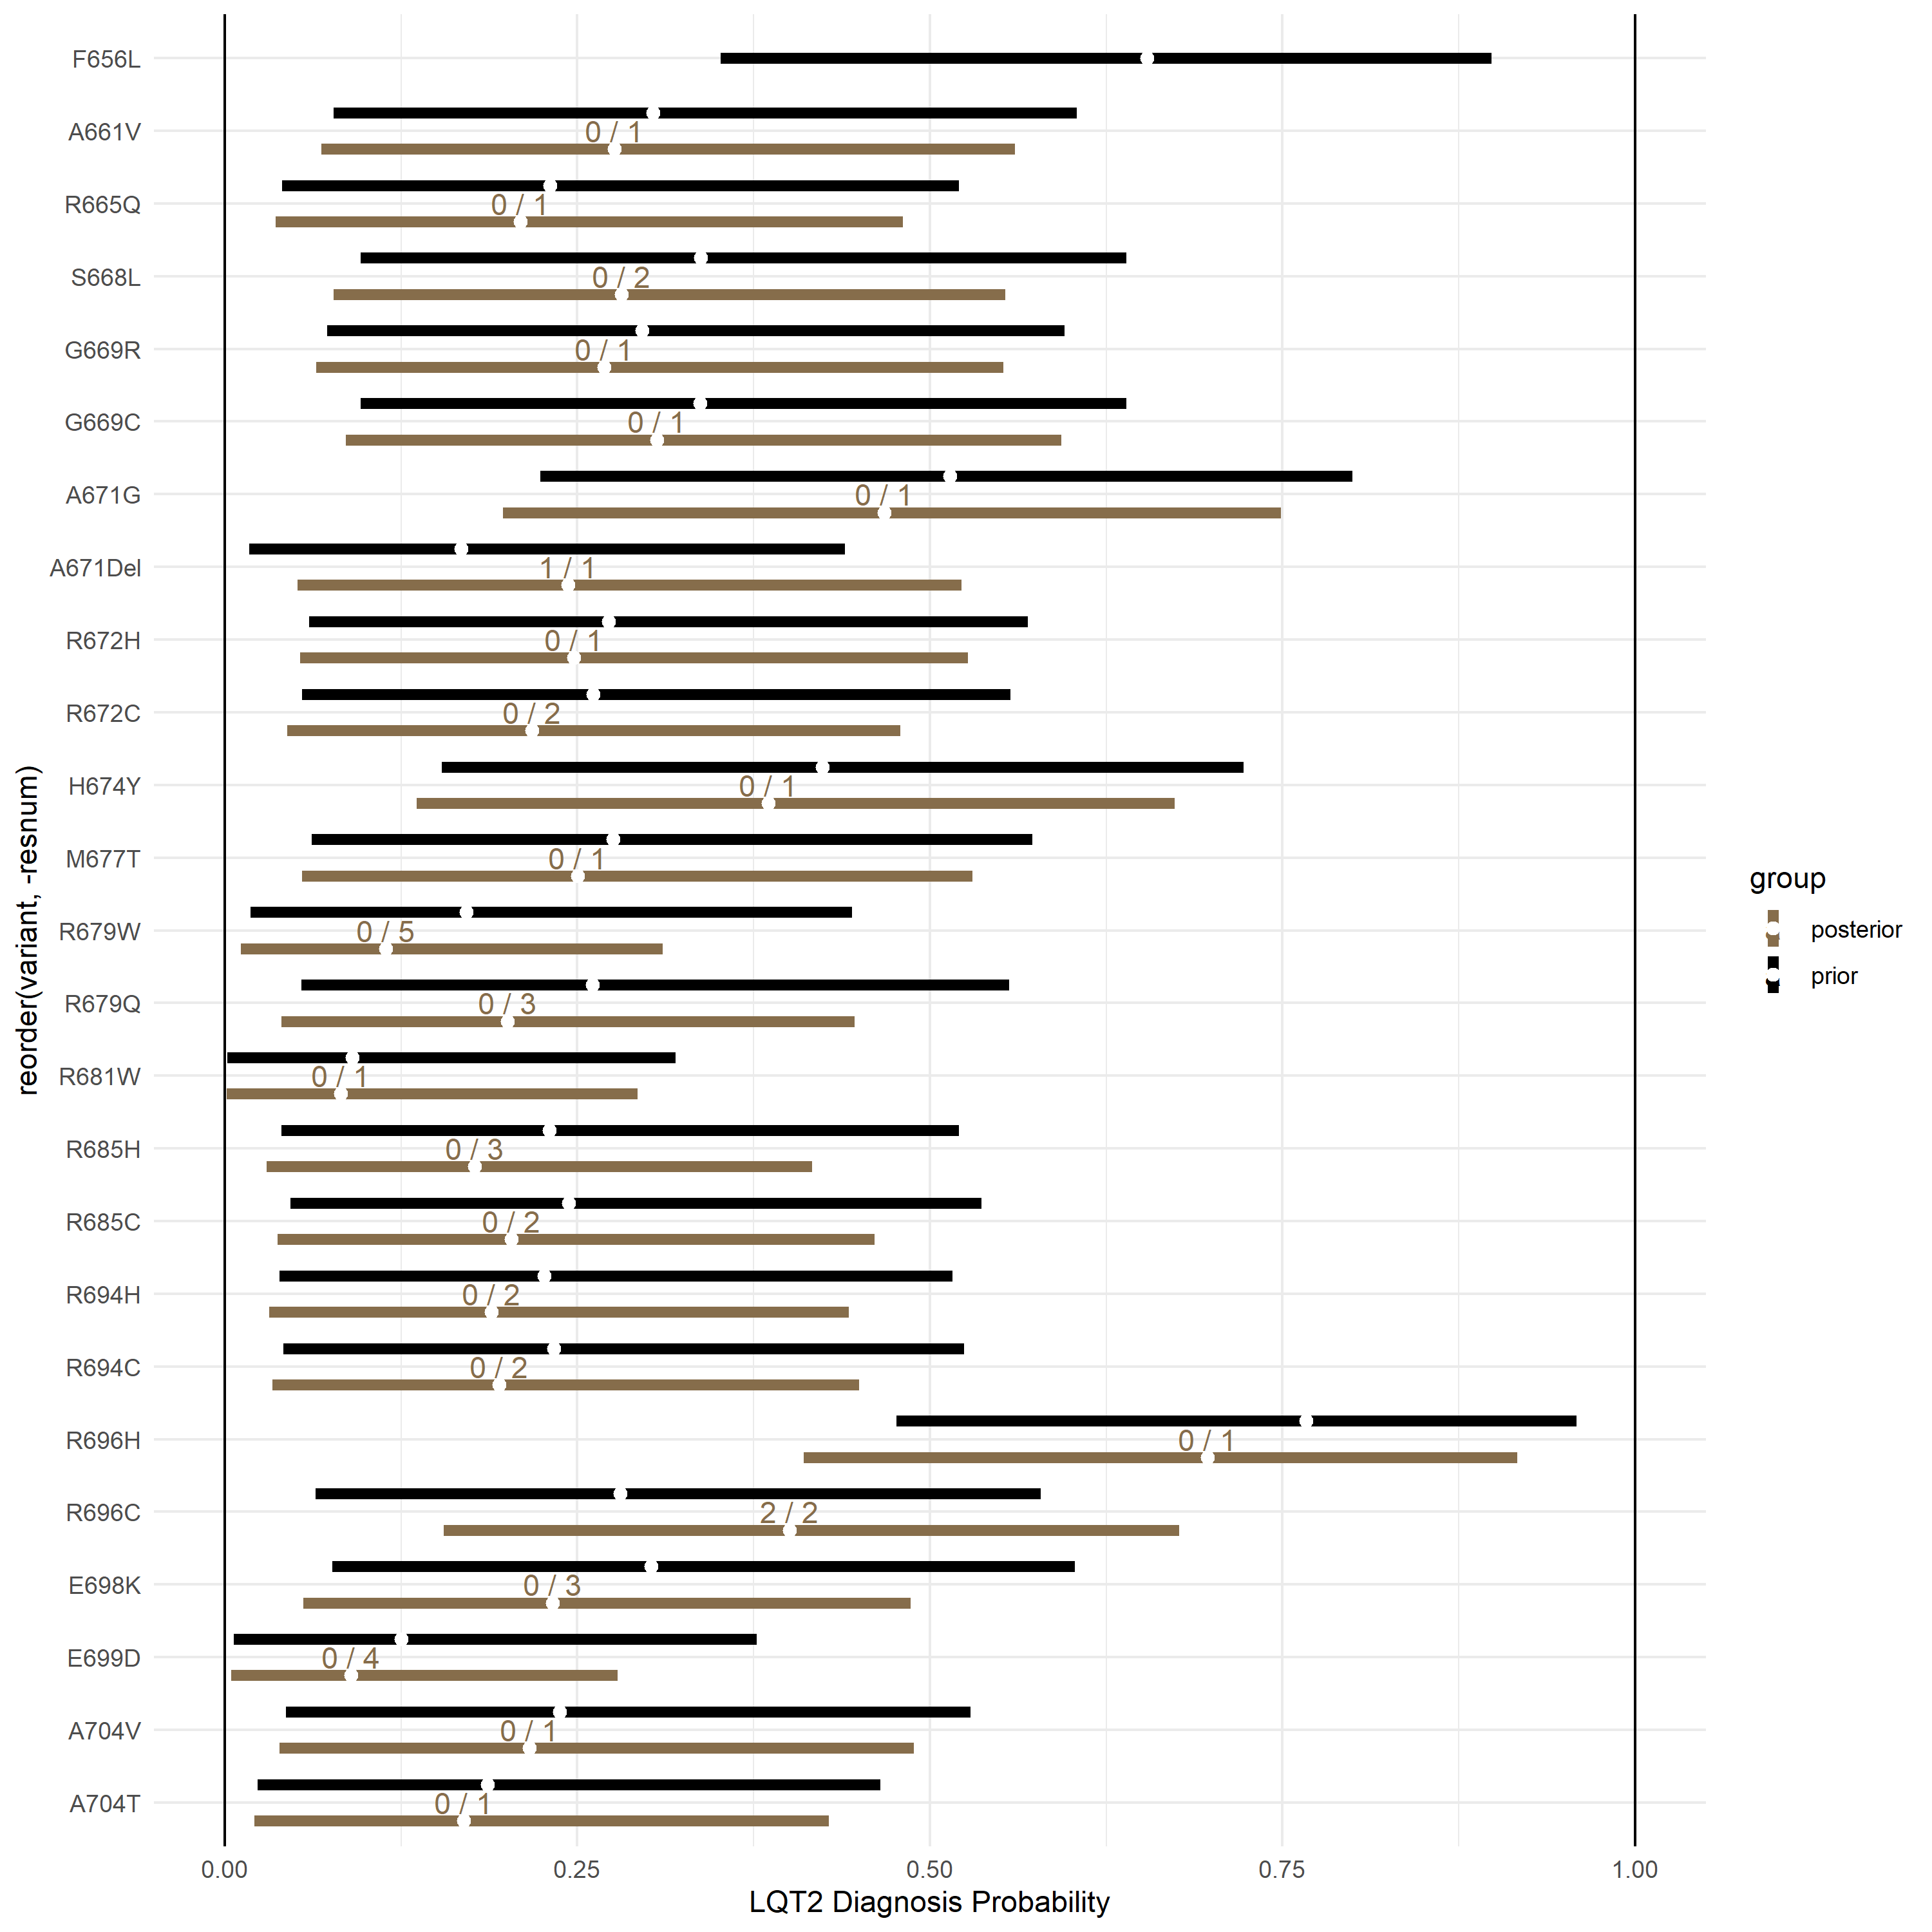 F656L
A661V
0 / 1
R665Q
0 / 1
S668L
0 / 2
G669R
0 / 1
G669C
0 / 1
A671G
0 / 1
A671Del
1 / 1
R672H
0 / 1
R672C
0 / 2
H674Y
0 / 1
M677T
0 / 1
R679W
0 / 5
R679Q
0 / 3
R681W
0 / 1
R685H
0 / 3
R685C
0 / 2
R694H
0 / 2
R694C
0 / 2
R696H
0 / 1
R696C
2 / 2
E698K
0 / 3
E699D
0 / 4
A704V
0 / 1
A704T
0 / 1
reorder(variant, -resnum)
0.00 0.25 0.50 0.75 1.00
LQT2 Diagnosis Probability
group
posterior
prior